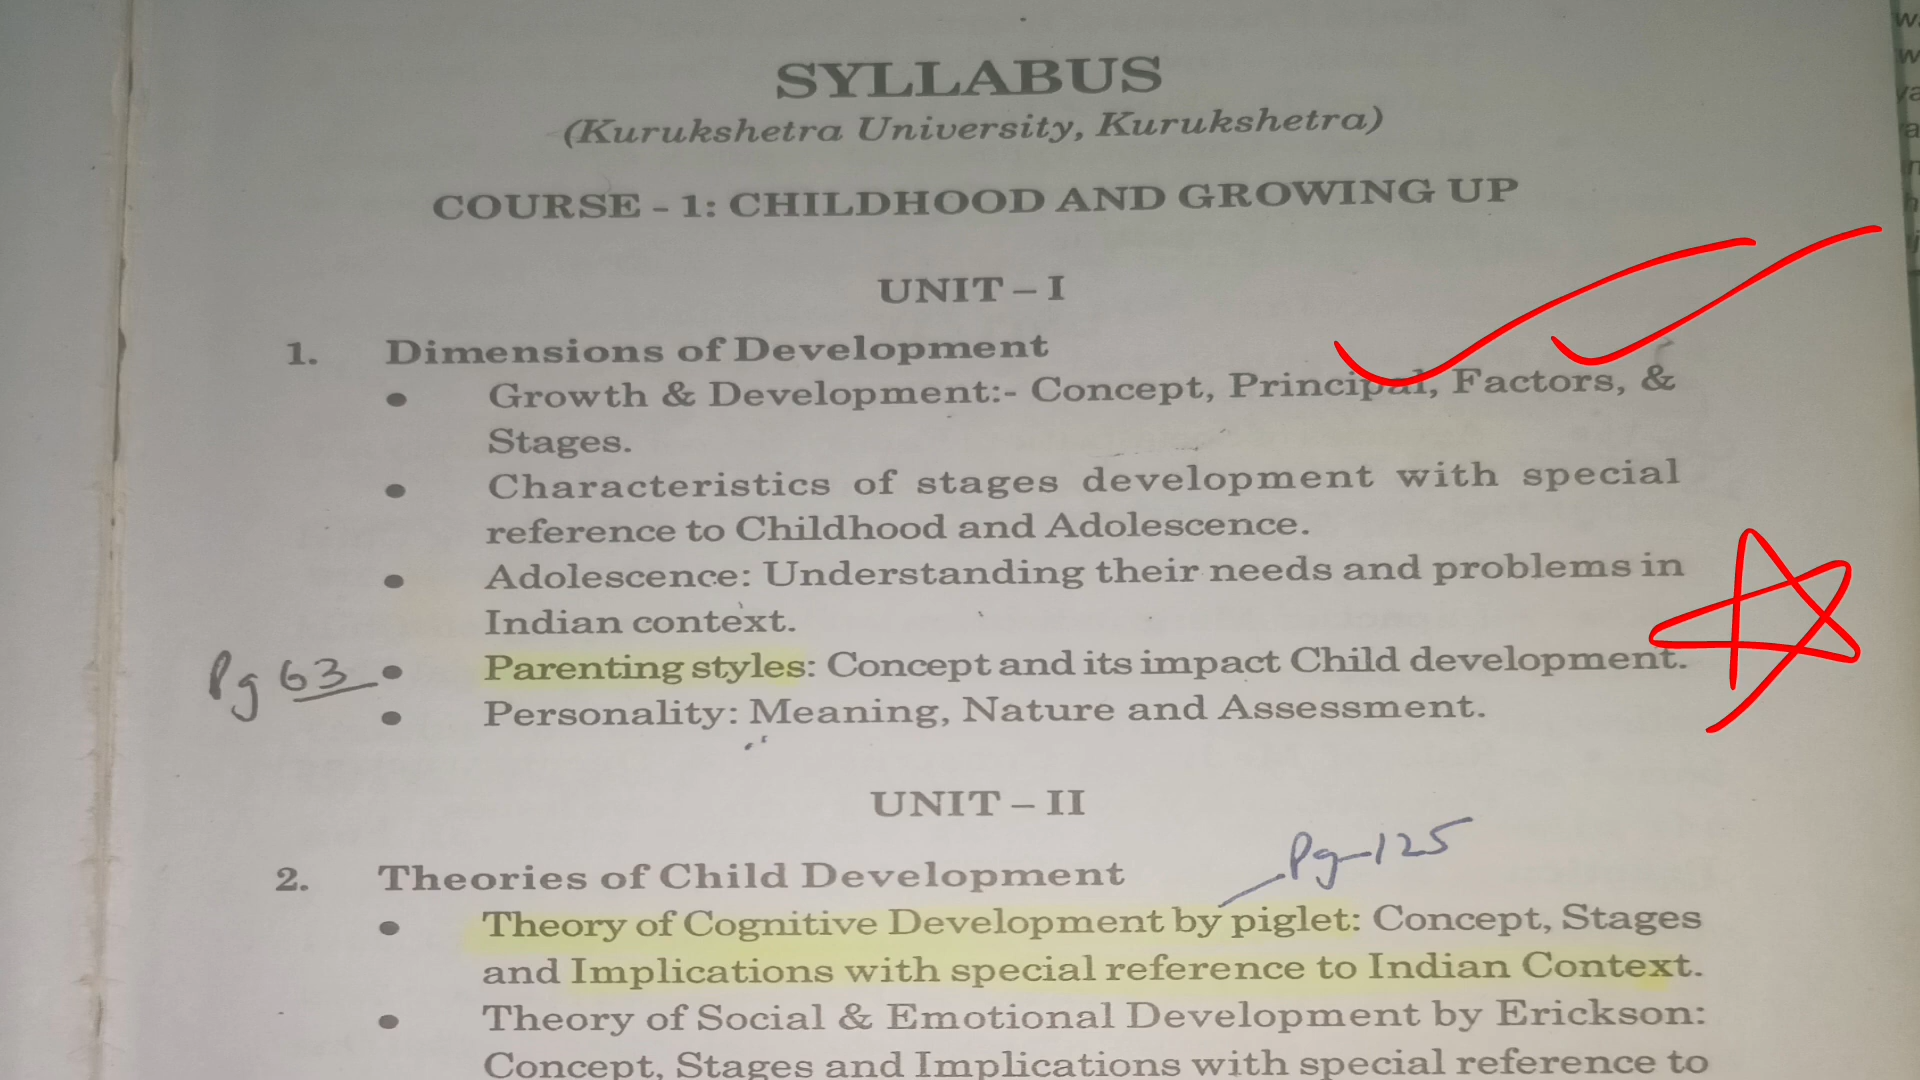 SYLLABUS
(Kurukshetra University, Kurukshetra)
COURSE - 1: CHILDHOOD AND GROWING UP
UNIT – I
1. Dimensions of Development
• Growth & Development:- Concept, Principal, Factors, &
Stages.
• Characteristics of stages development with special
reference to Childhood and Adolescence.
• Adolescence: Understanding their needs and problems in
Indian context.
Pg 63 • Parenting styles: Concept and its impact Child development.
• Personality: Meaning, Nature and Assessment.
UNIT – II
Pg-125
2. Theories of Child Development
• Theory of Cognitive Development by piglet: Concept, Stages
and Implications with special reference to Indian Context.
• Theory of Social & Emotional Development by Erickson:
Concept, Stages and Implications with special reference to